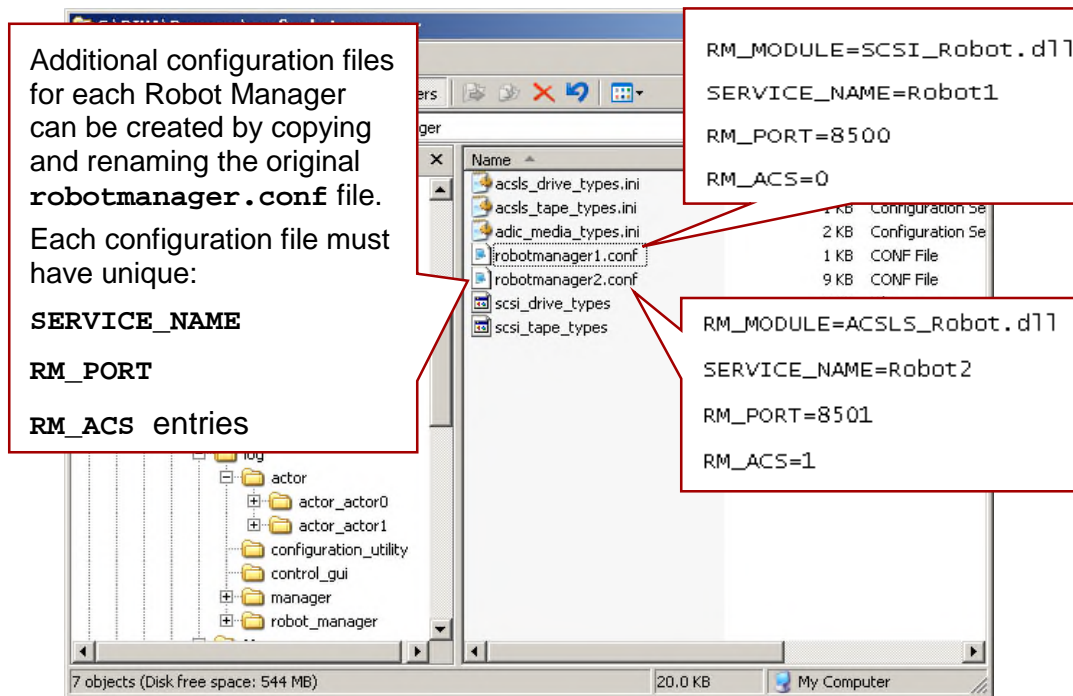 Additional configuration files
for each Robot Manager
can be created by copying
and renaming the original
robotmanager.conf file.
Each configuration file must
have unique:
SERVICE_NAME
RM_PORT
RM_ACS entries
RM_MODULE=SCSI_Robot.dll
SERVICE_NAME=Robot1
RM_PORT=8500
RM_ACS=0
ers
ger
Name
acsls_drive_types.ini
acsls_tape_types.ini
1 KB Configuration Se
adic_media_types.ini 2 KB Configuration Se
robotmanager1.conf 1 KB CONF File
robotmanager2.conf 9 KB CONF File
scsi_drive_types
scsi_tape_types
RM_MODULE=ACSLS_Robot.dll
SERVICE_NAME=Robot2
RM_PORT=8501
RM_ACS=1
log
actor
actor_actor0
actor_actor1
configuration_utility
control_gui
manager
robot_manager
7 objects (Disk free space: 544 MB) 20.0 KB My Computer